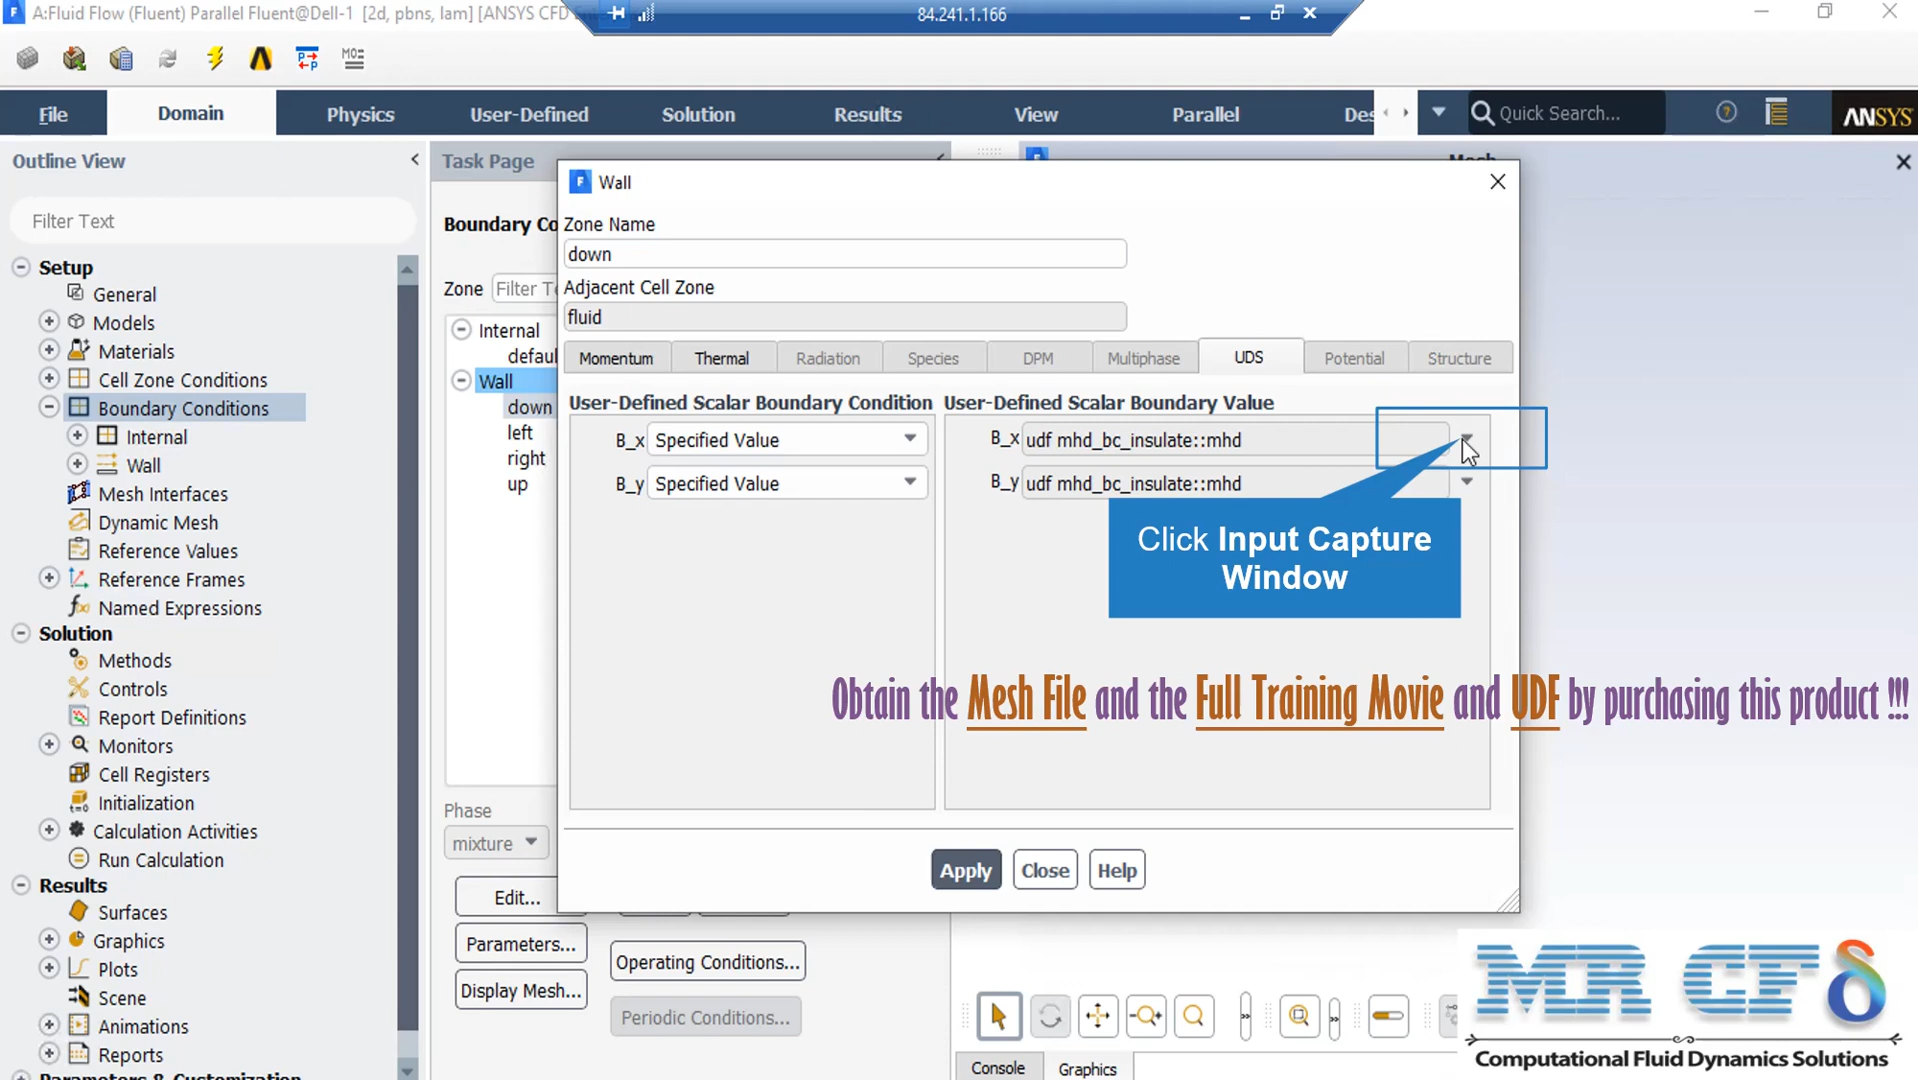 A:Fluid Flow (Fluent) Parallel Fluent@Dell-1 [2d, pbns, lam] [ANSYS CFD
84.241.1.166
File
Domain
Physics
User-Defined
Solution
Results
View
Parallel
Quick Search...
ANSYS
Outline View
Task Page
Mesh
Filter Text
Setup
General
Models
Materials
Cell Zone Conditions
Boundary Conditions
Internal
Wall
Mesh Interfaces
Dynamic Mesh
Reference Values
Reference Frames
Named Expressions
Solution
Methods
Controls
Report Definitions
Monitors
Cell Registers
Initialization
Calculation Activities
Run Calculation
Results
Surfaces
Graphics
Plots
Scene
Animations
Reports
Parameters & Customization
Boundary Co
Zone
Filter Te
Internal
defaul
Wall
down
left
right
up
Phase
mixture
Edit...
Parameters...
Display Mesh...
Operating Conditions...
Periodic Conditions...
Wall
Zone Name
down
Adjacent Cell Zone
fluid
Momentum
Thermal
Radiation
Species
DPM
Multiphase
UDS
Potential
Structure
User-Defined Scalar Boundary Condition
B_x Specified Value
B_y Specified Value
User-Defined Scalar Boundary Value
B_x udf mhd_bc_insulate::mhd
B_y udf mhd_bc_insulate::mhd
Click Input Capture
Window
Obtain the Mesh File and the Full Training Movie and UDF by purchasing this product !!!
Apply
Close
Help
Console
Graphics
MR CFD
Computational Fluid Dynamics Solutions